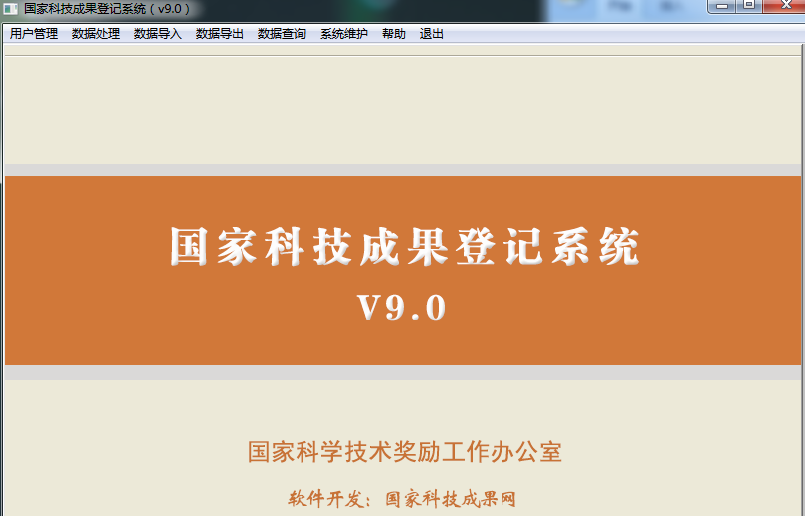 国家科技成果登记系统（v9.0）
用户管理 数据处理 数据导入 数据导出 数据查询 系统维护 帮助 退出
国家科技成果登记系统
V9.0
国家科学技术奖励工作办公室
软件开发：国家科技成果网